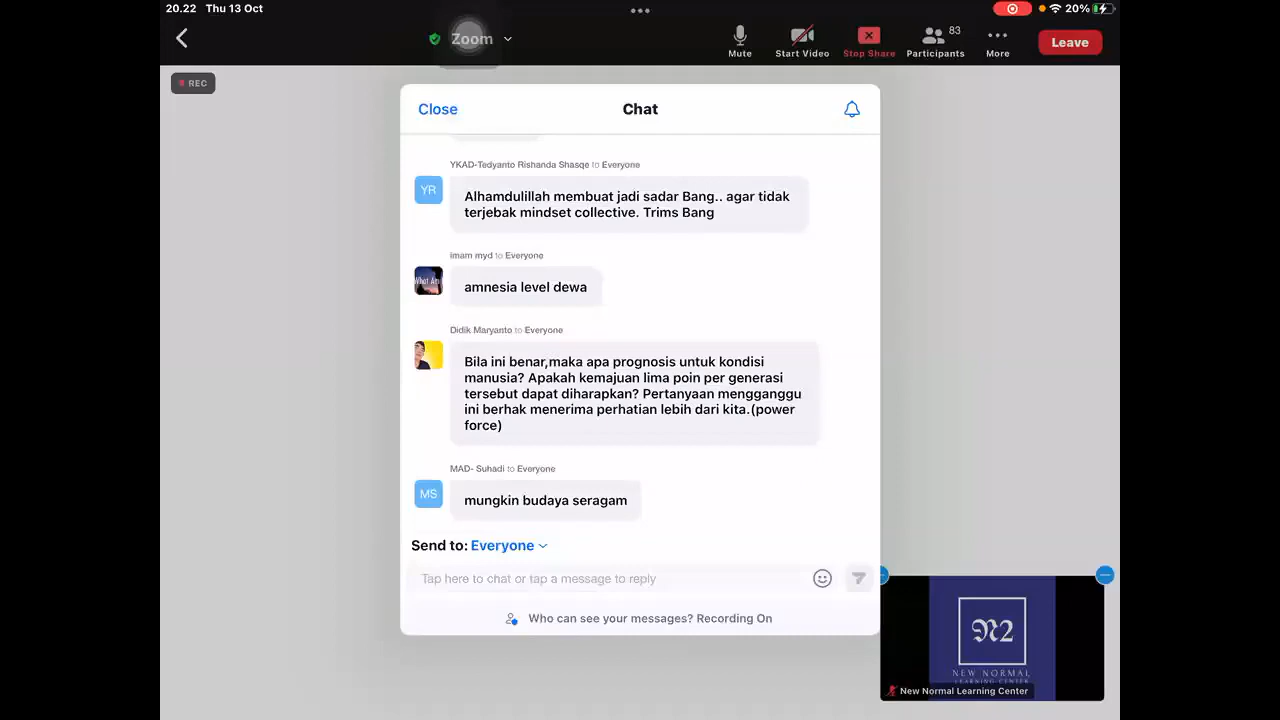 20.22 Thu 13 Oct
20%
Zoom
Mute
Start Video
Stop Share
Participants
83
More
Leave
REC
Close
Chat
YKAD-Tedyanto Rishanda Shasqe to Everyone
YR
Alhamdulillah membuat jadi sadar Bang.. agar tidak
terjebak mindset collective. Trims Bang
imam myd to Everyone
amnesia level dewa
Didik Maryanto to Everyone
Bila ini benar,maka apa prognosis untuk kondisi
manusia? Apakah kemajuan lima poin per generasi
tersebut dapat diharapkan? Pertanyaan mengganggu
ini berhak menerima perhatian lebih dari kita.(power
force)
MAD- Suhadi to Everyone
MS
mungkin budaya seragam
Send to: Everyone
Tap here to chat or tap a message to reply
Who can see your messages? Recording On
N2
NEW NORMAL
LEARNING CENTER
New Normal Learning Center